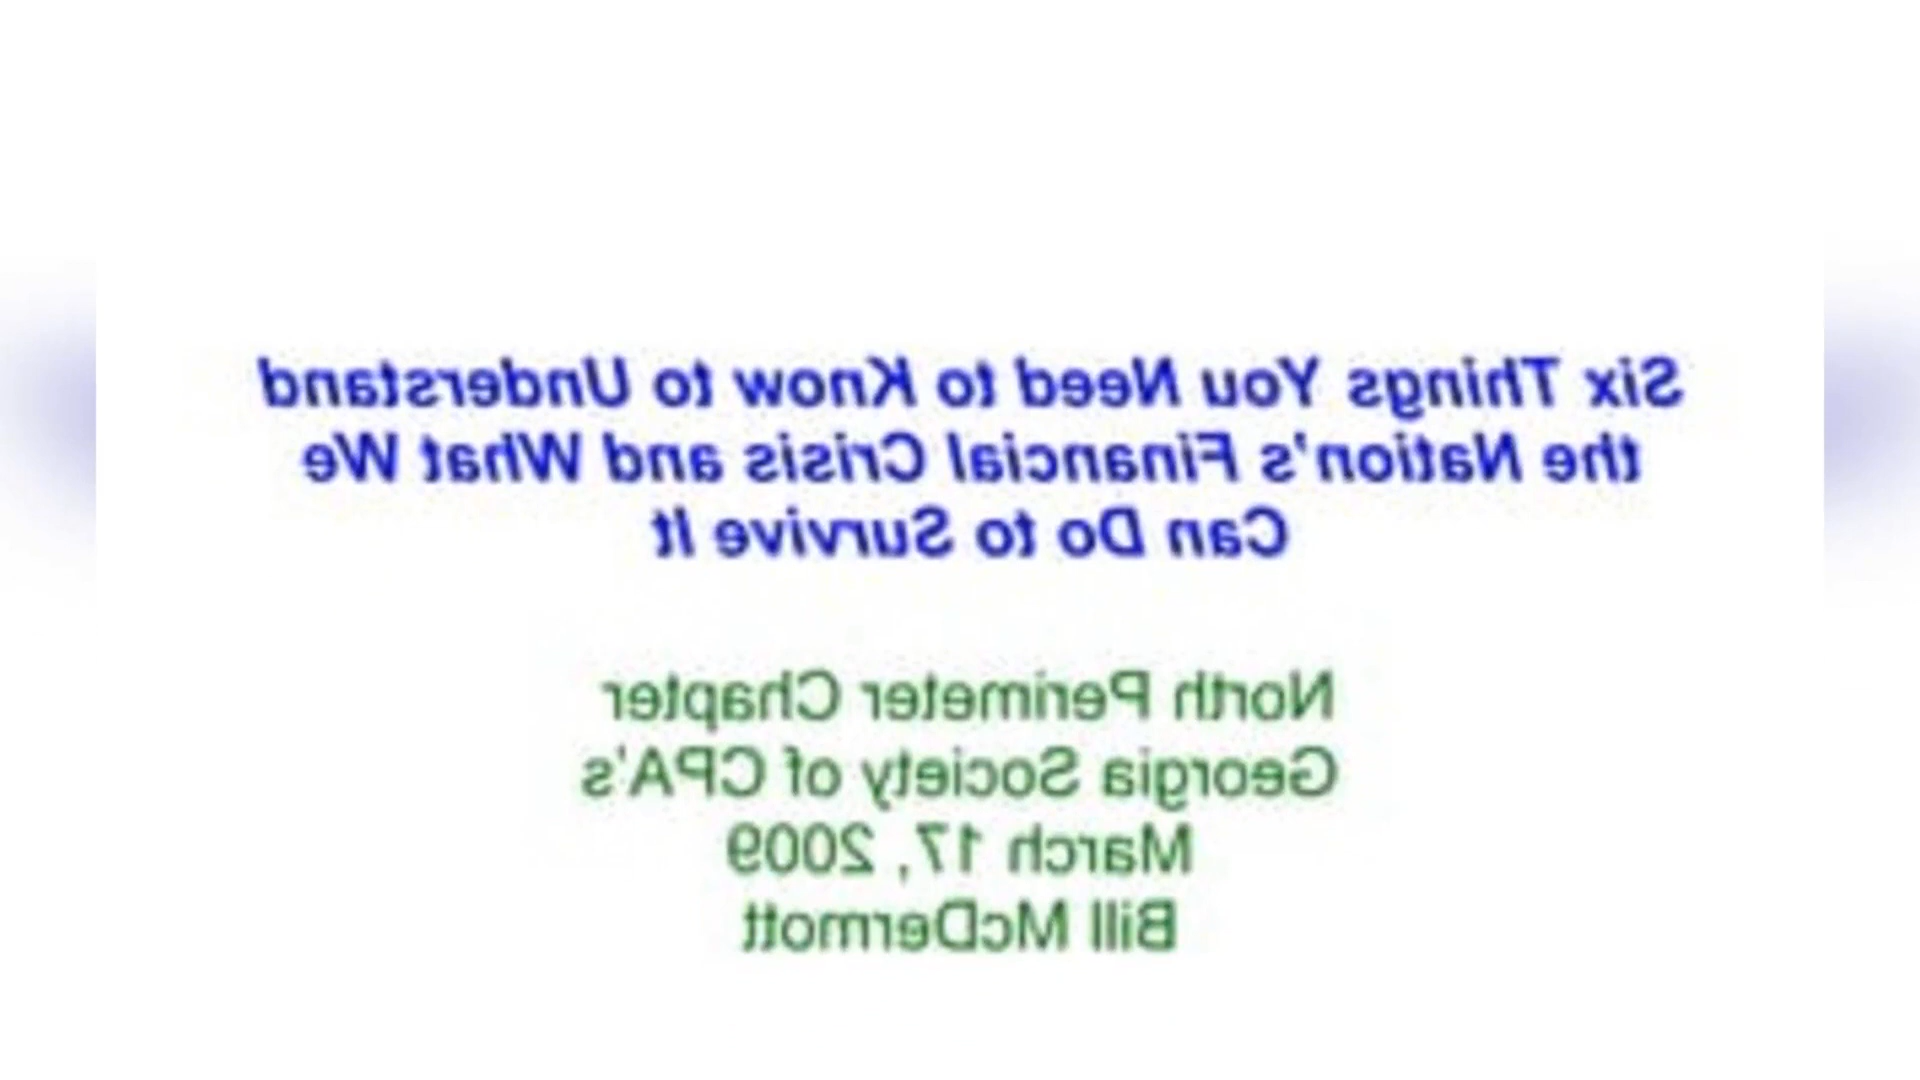 Six Things You Need to Know to Understand
the Nation's Financial Crisis and What We
Can Do to Survive It
North Perimeter Chapter
Georgia Society of CPA's
March 17, 2009
Bill McDermott